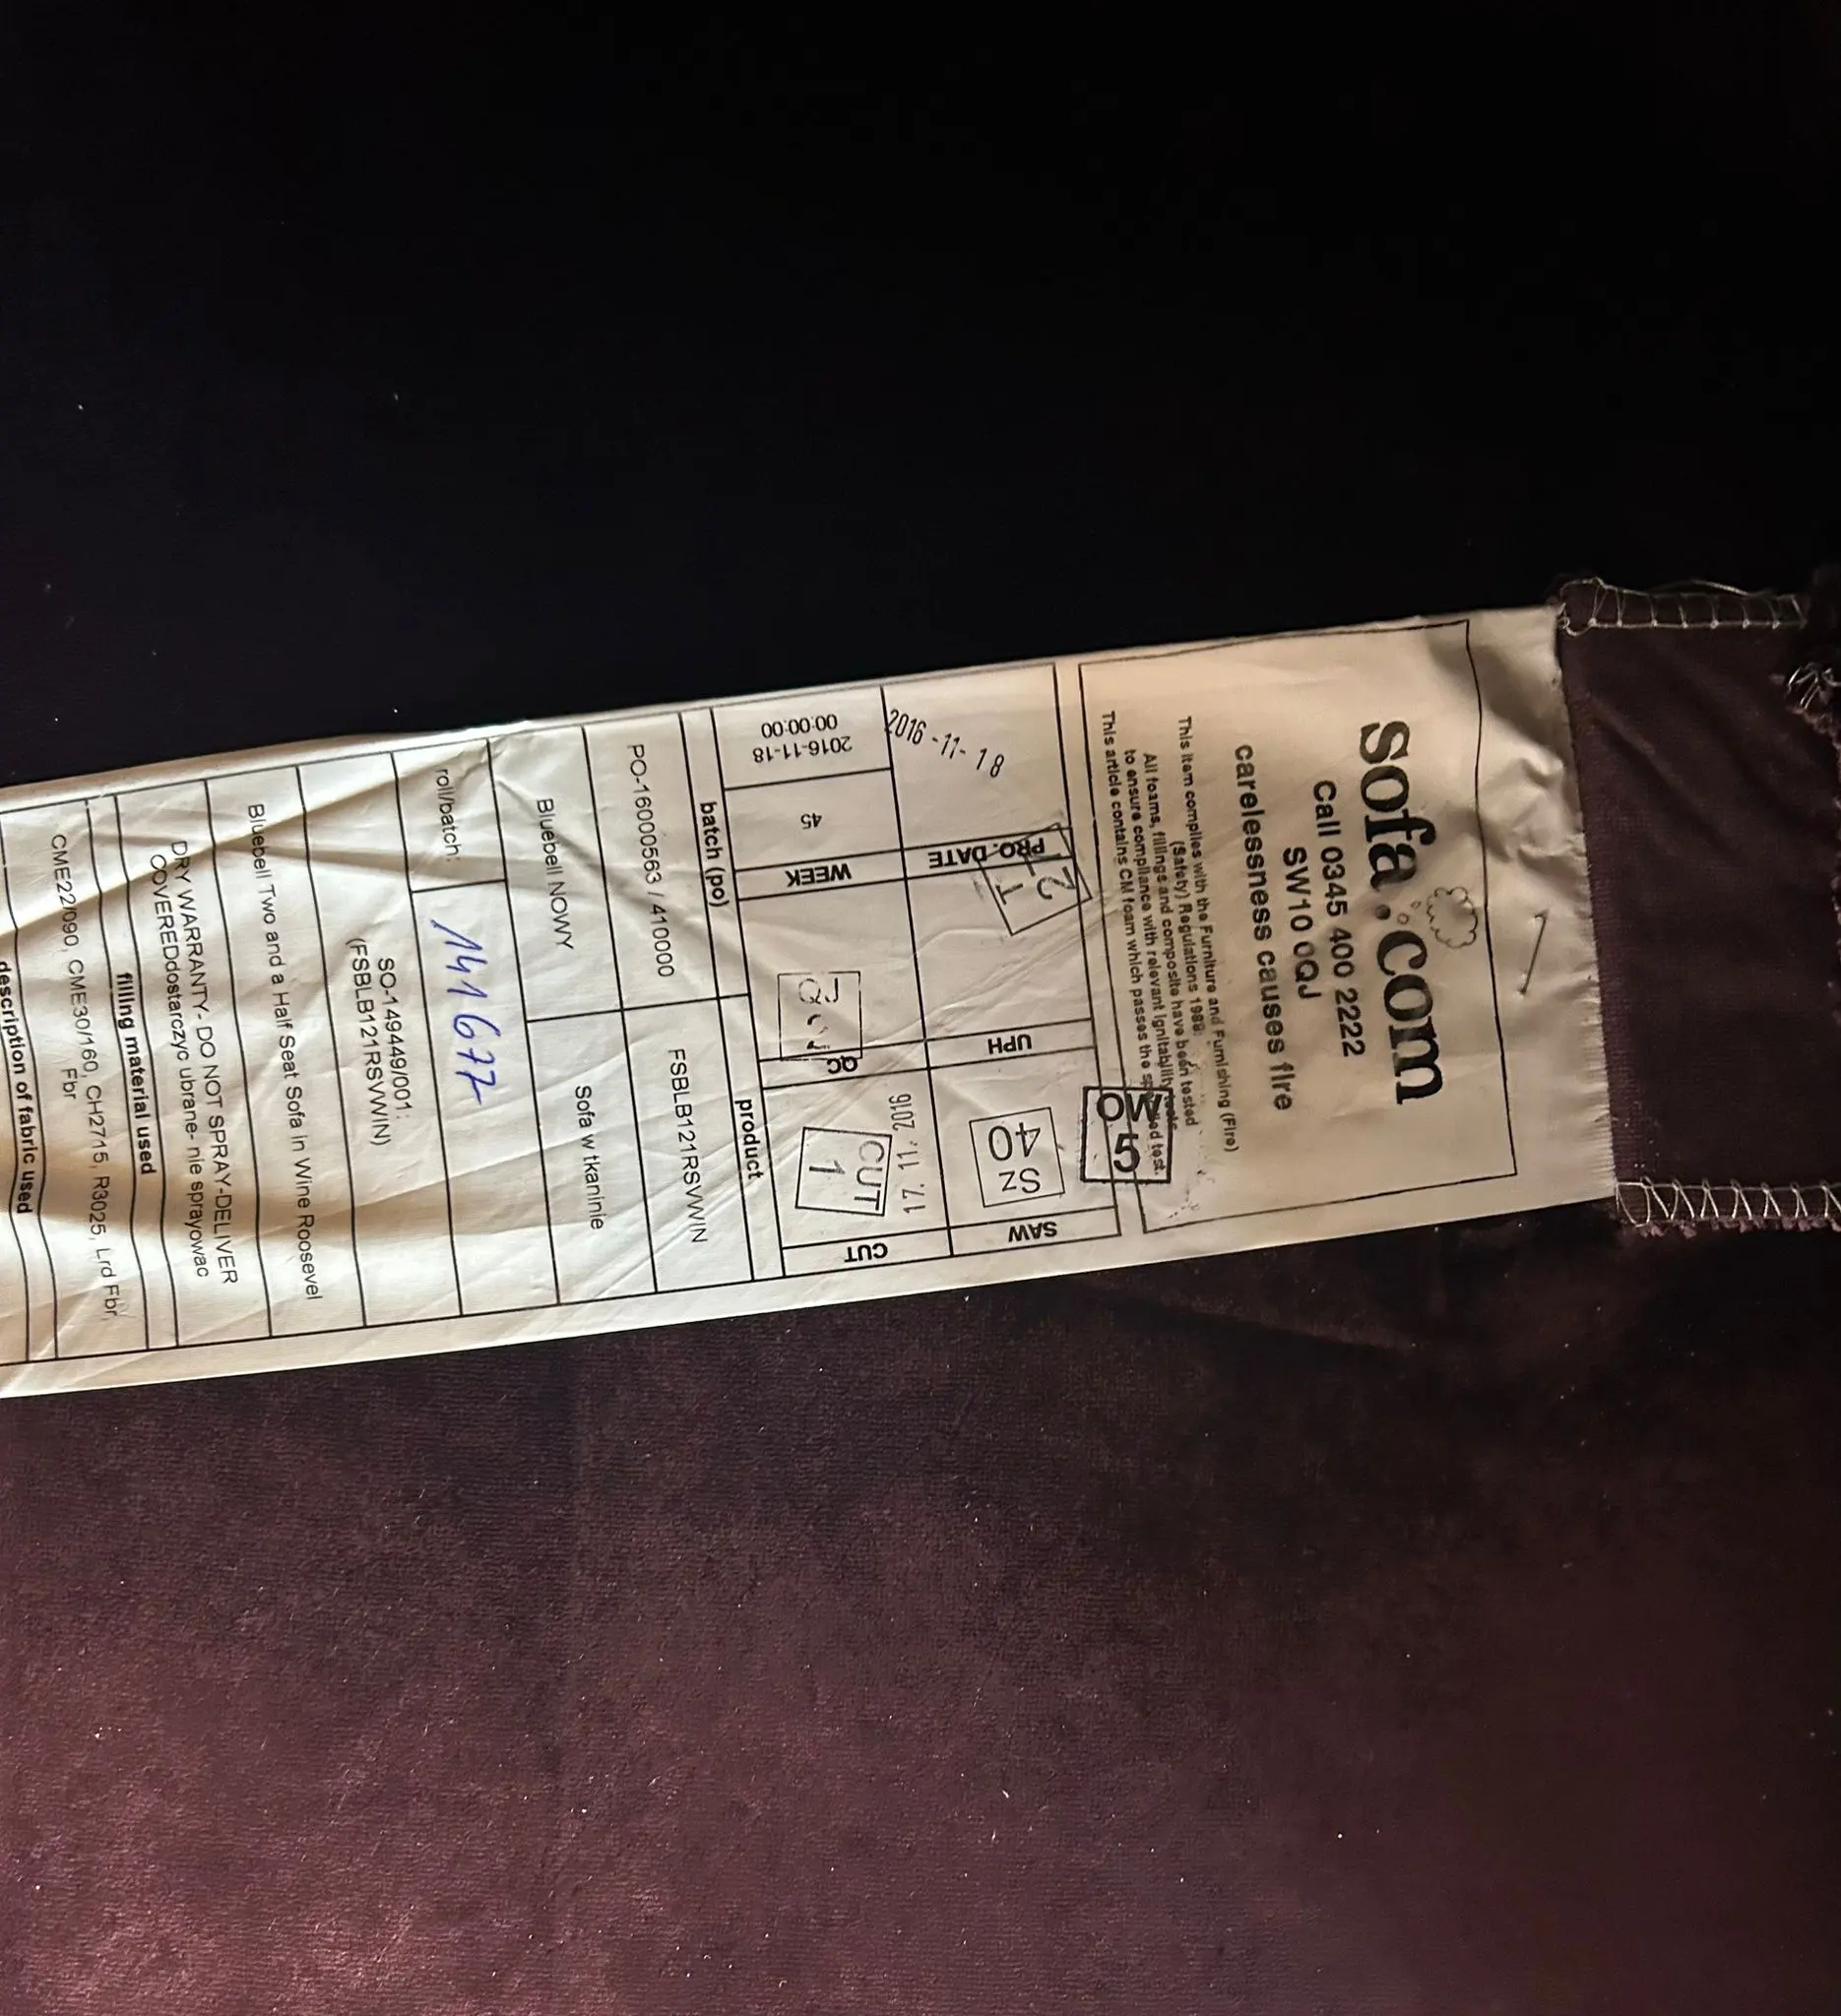 sofa.com
Call 0345 400 2222
SW10 0QJ
carelessness causes fire
This item complies with the Furniture and Furnishing (Fire)
(Safety) Regulations 1988.
All foams, fillings and composite have been tested
to ensure compliance with relevant ignitability tests
This article contains CM foam which passes the test.
OW
5
SAW
UPH
PRO. DATE
Sz
40
2016-11-18
CUT
QC
WEEK
45
2016-11-18
00:00:00
17. 11. 2016
CUT
1
batch (po)
product
PO-16000563 / 410000
FSBLB121RSVWIN
Bluebell NOWY
Sofa w tkaninie
roll/batch:
141677
SO-149449/001:
(FSBLB121RSVWIN)
Bluebell Two and a Half Seat Sofa in Wine Roosevel
DRY WARRANTY- DO NOT SPRAY-DELIVER
COVEREDdostarczyc ubrane- nie sprayowac
filling material used
CME22/090, CME30/160, CH2715, R3025, Lrd Fbr,
Fbr
description of fabric used